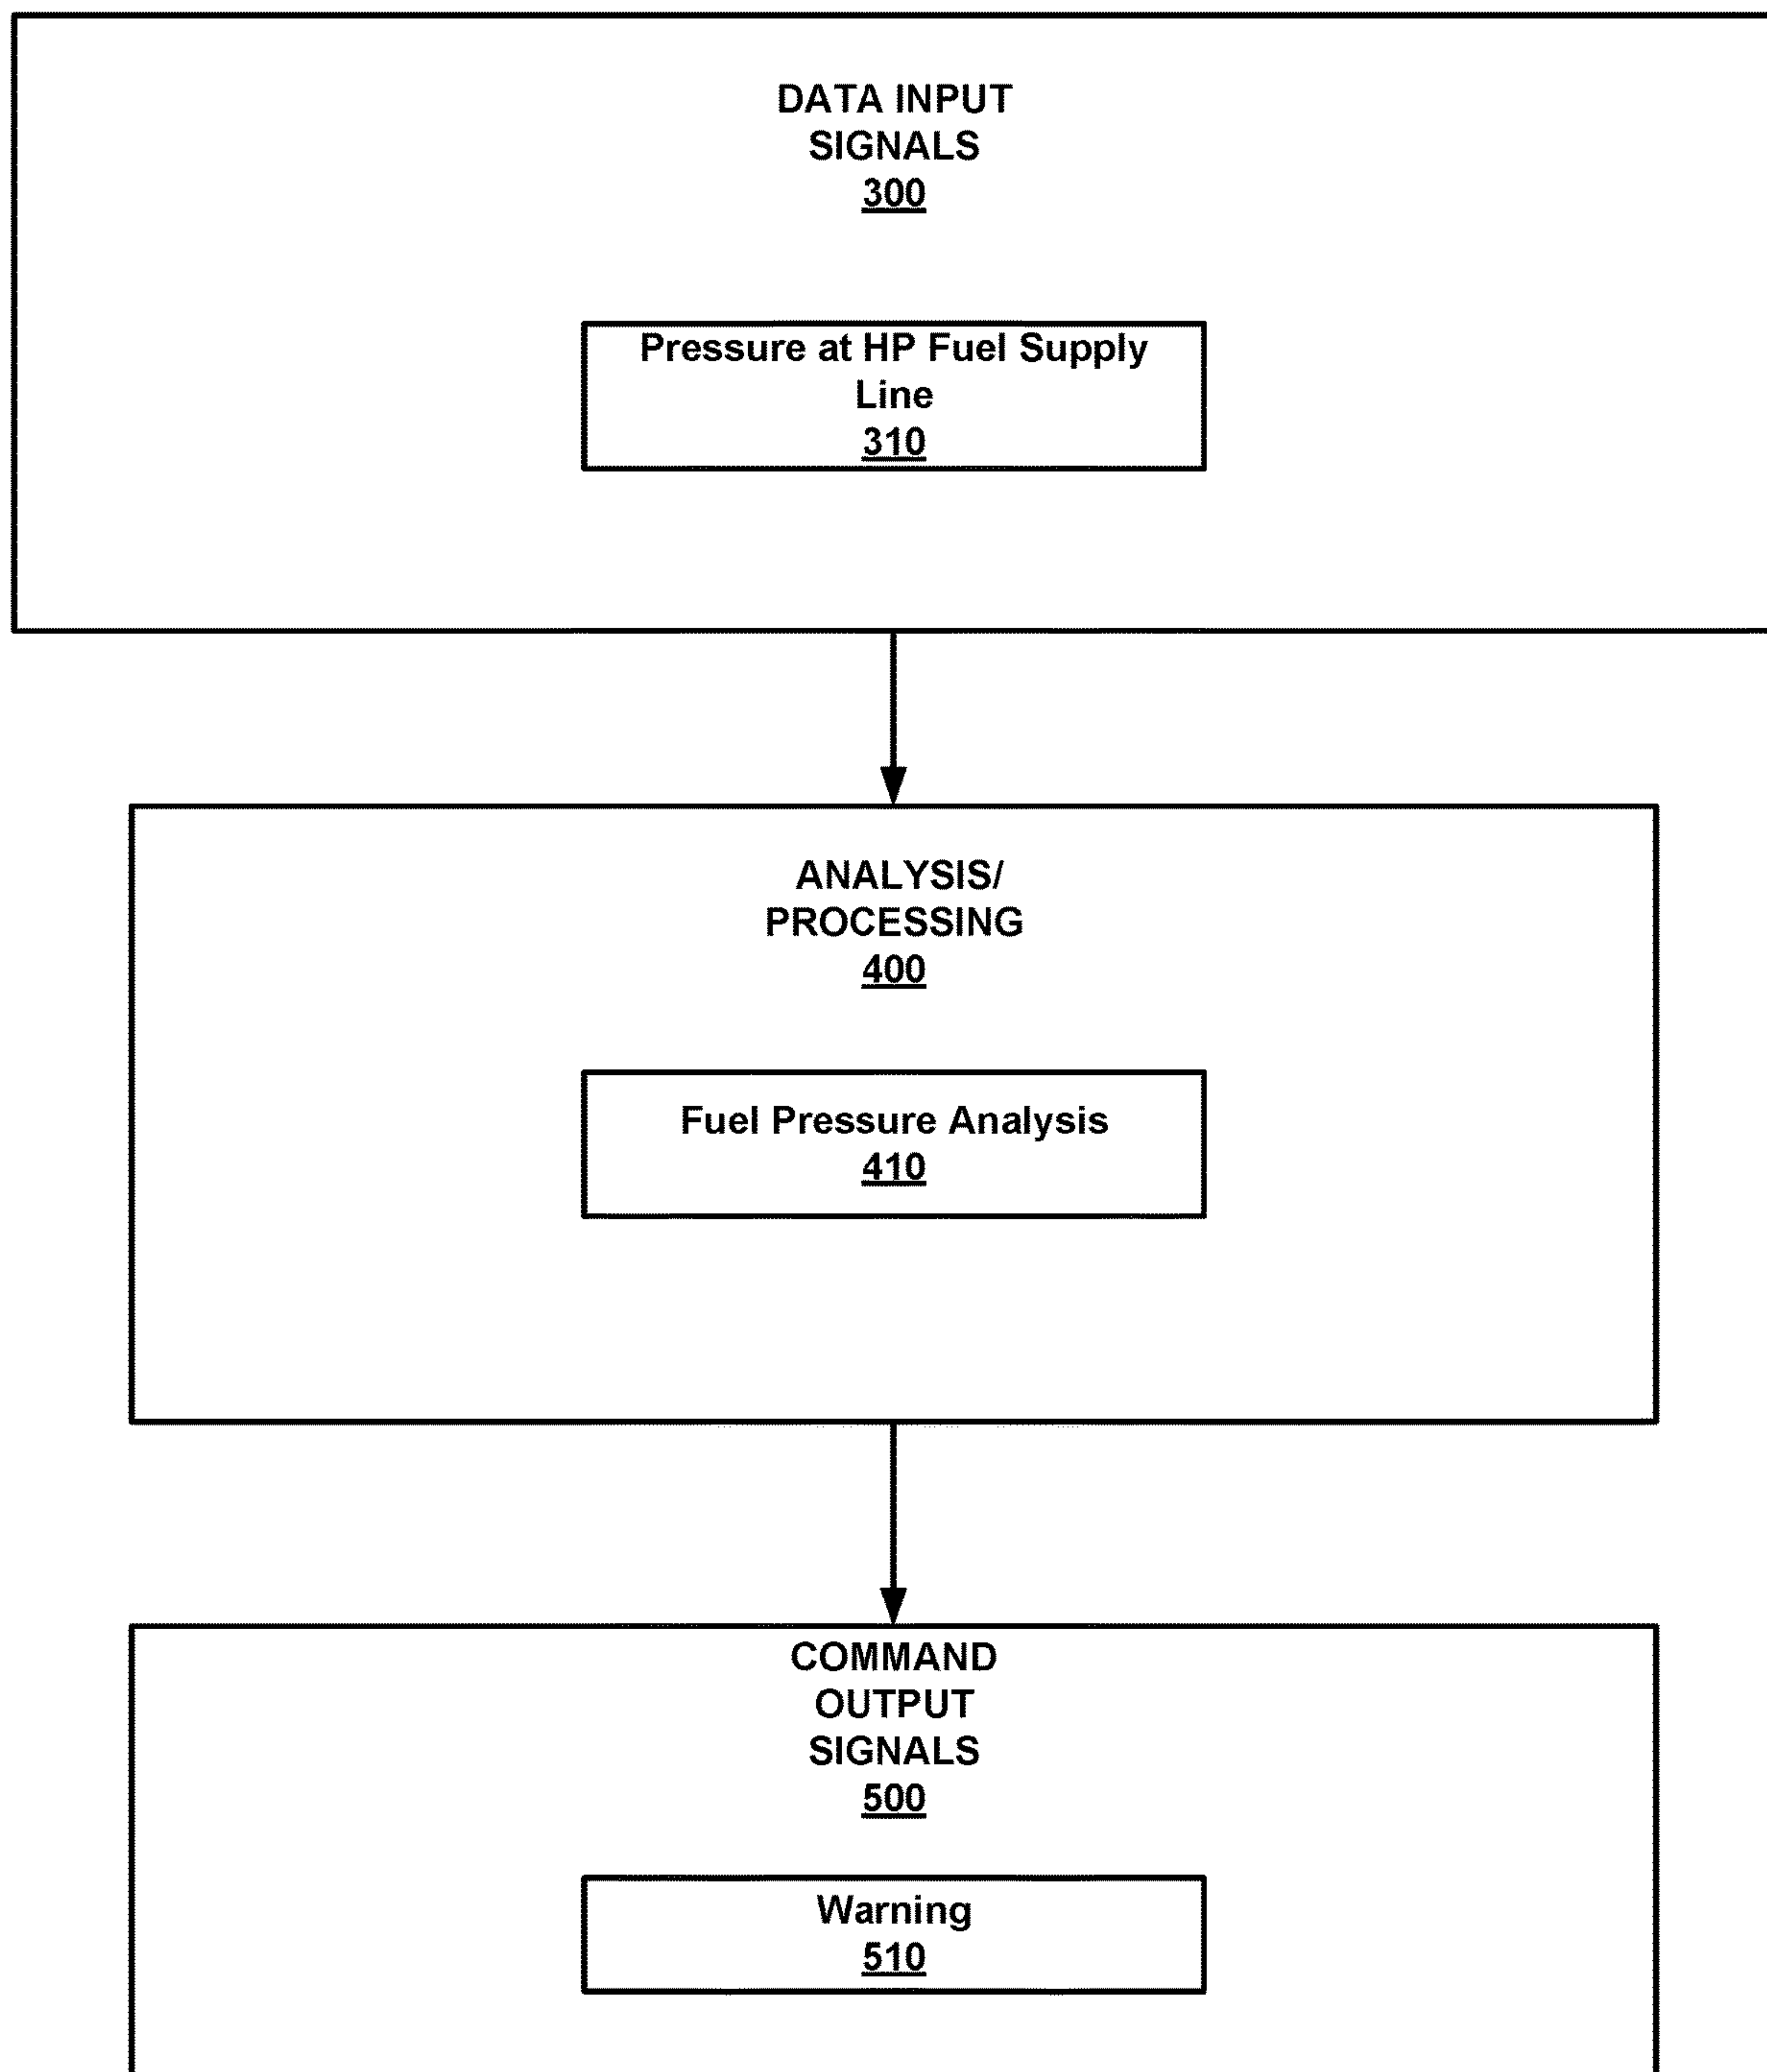 DATA INPUT
SIGNALS
300
Pressure at HP Fuel Supply
Line
310
ANALYSIS/
PROCESSING
400
Fuel Pressure Analysis
410
COMMAND
OUTPUT
SIGNALS
500
Warning
510